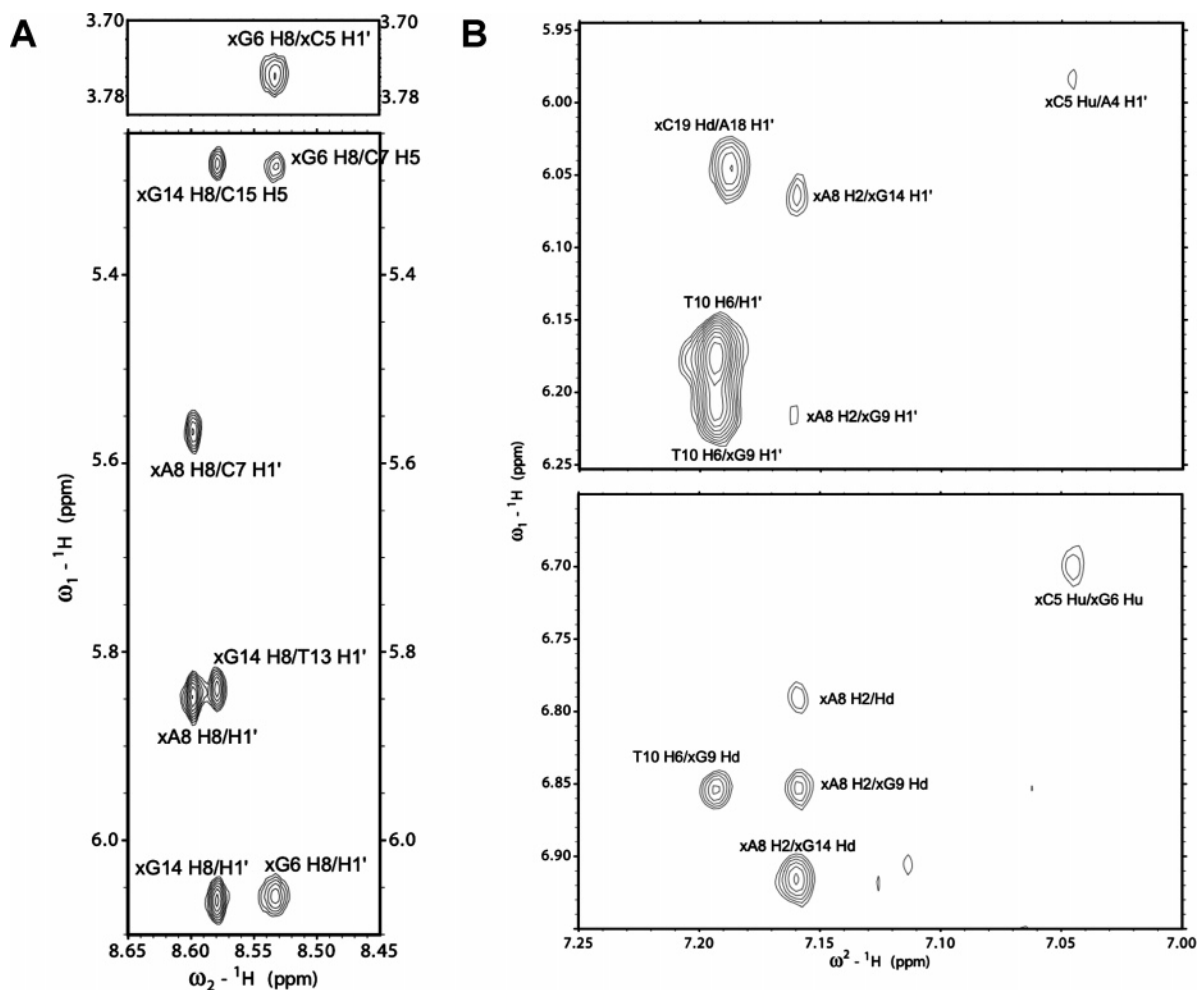 A
3.70
3.70
xG6 H8/xC5 H1'
3.78
3.78
xG6 H8/C7 H5
xG14 H8/C15 H5
5.4
5.4
xA8 H8/C7 H1'
5.6
5.6
xG14 H8/T13 H1'
5.8
5.8
xA8 H8/H1'
xG14 H8/H1'
xG6 H8/H1'
6.0
6.0
8.65
8.60
8.55
8.50
8.45
ω1 - 1H (ppm)
ω2 - 1H (ppm)
B
5.95
6.00
6.05
6.10
6.15
6.20
6.25
xC5 Hu/A4 H1'
xC19 Hd/A18 H1'
xA8 H2/xG14 H1'
T10 H6/H1'
xA8 H2/xG9 H1'
T10 H6/xG9 H1'
ω1 - 1H (ppm)
6.70
6.75
6.80
6.85
6.90
xC5 Hu/xG6 Hu
xA8 H2/Hd
T10 H6/xG9 Hd
xA8 H2/xG9 Hd
xA8 H2/xG14 Hd
7.25
7.20
7.15
7.10
7.05
7.00
ω2 - 1H (ppm)